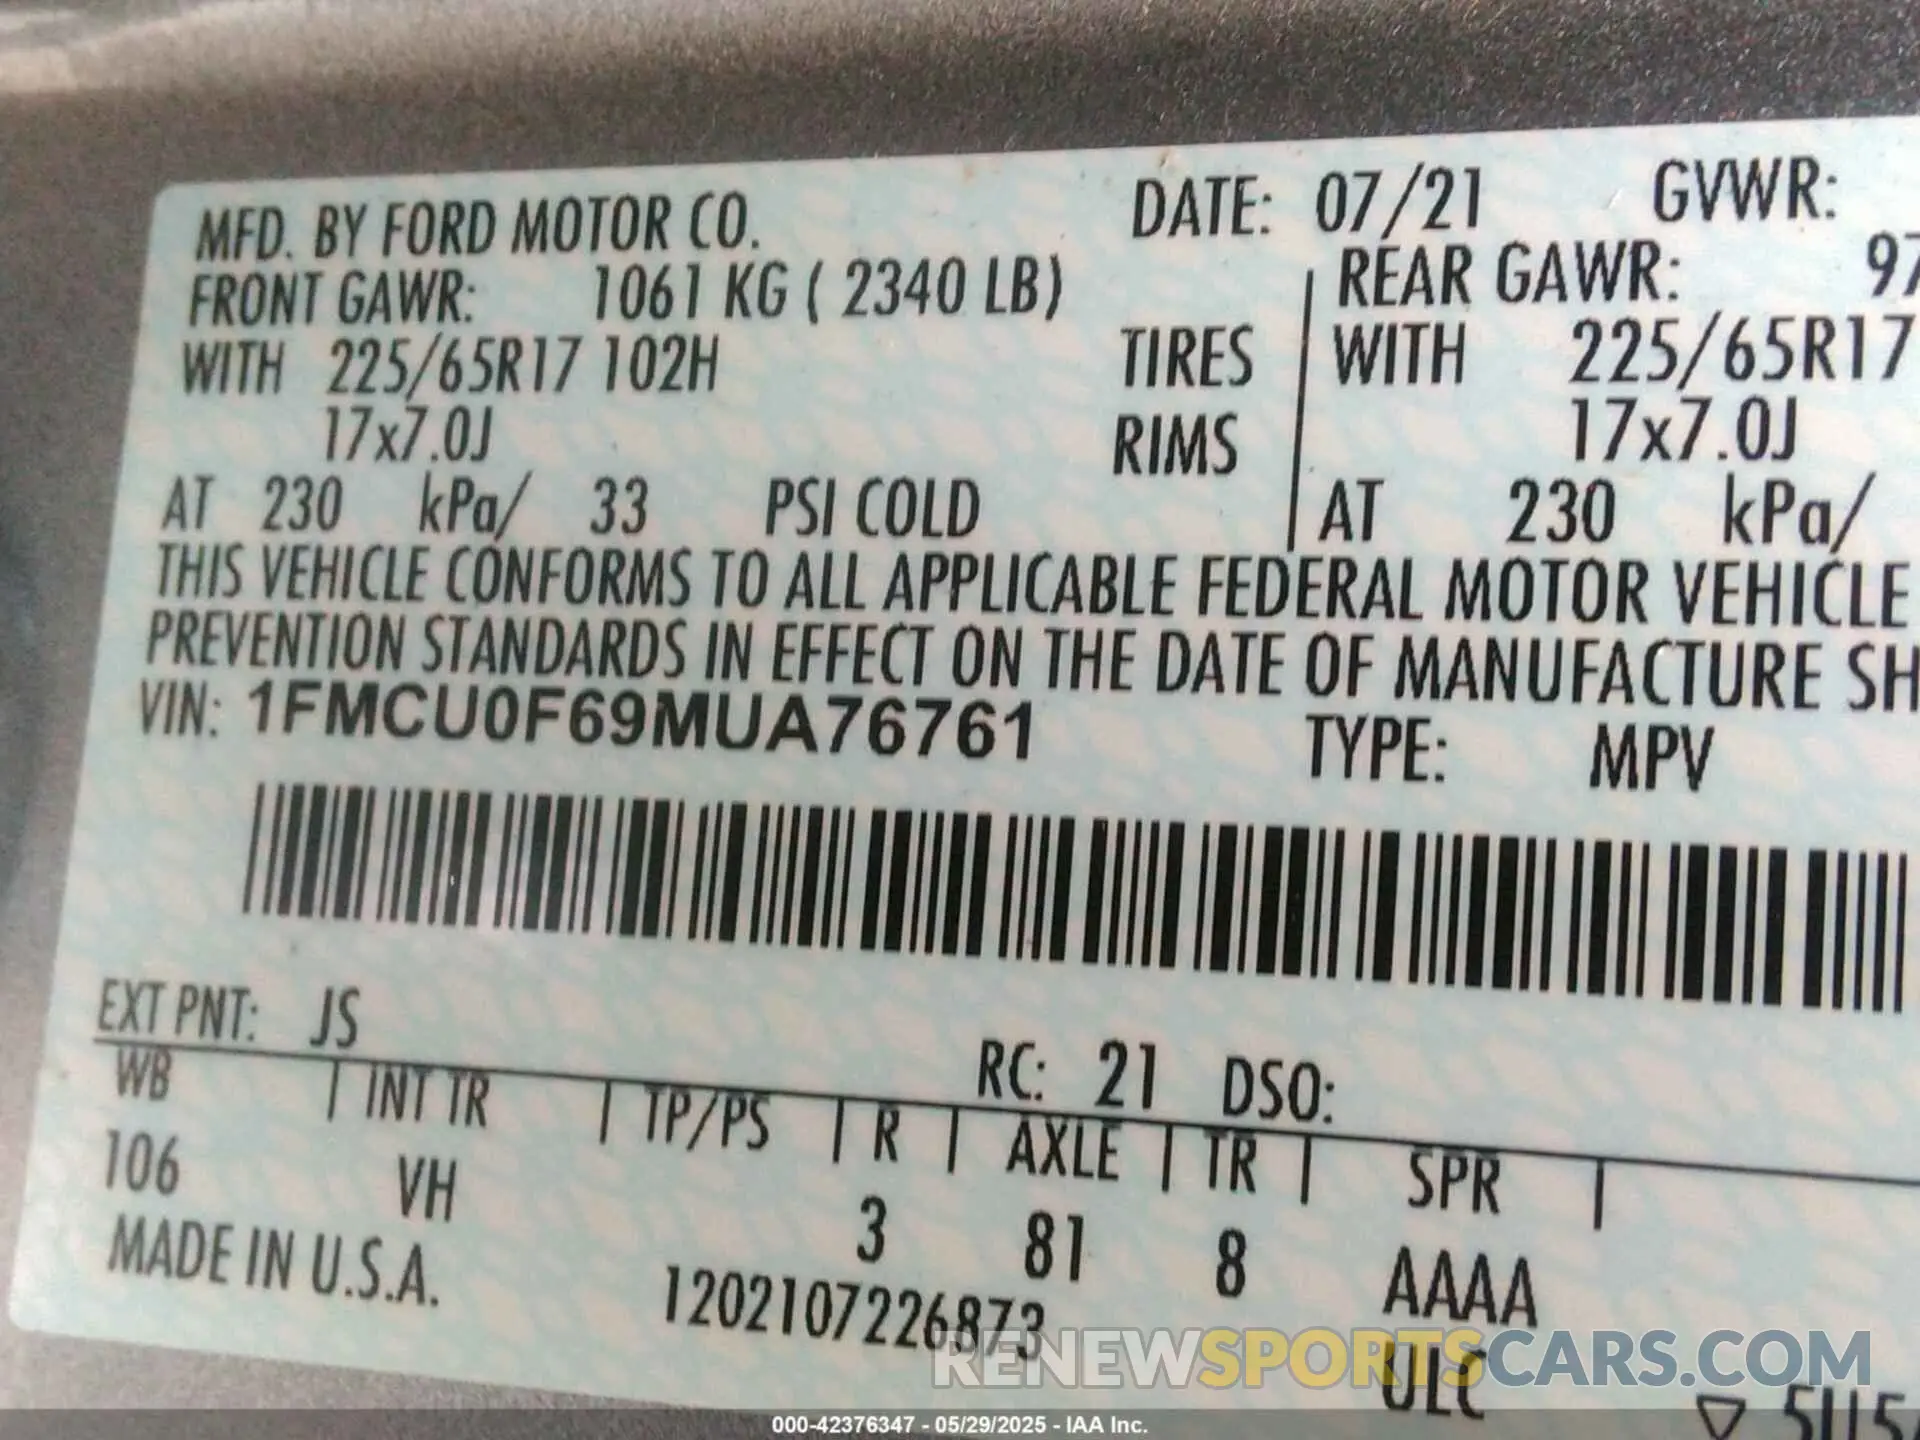 MFD. BY FORD MOTOR CO. DATE: 07/21 GVWR:
FRONT GAWR: 1061 KG ( 2340 LB) REAR GAWR: 97
WITH 225/65R17 102H TIRES WITH 225/65R17
17x7.0J RIMS 17x7.0J
AT 230 kPa/ 33 PSI COLD AT 230 kPa/
THIS VEHICLE CONFORMS TO ALL APPLICABLE FEDERAL MOTOR VEHICLE
PREVENTION STANDARDS IN EFFECT ON THE DATE OF MANUFACTURE SH
VIN: 1FMCU0F69MUA76761 TYPE: MPV
EXT PNT: JS RC: 21 DSO:
WB | INT TR | TP/PS | R | AXLE | TR | SPR |
106 VH 3 81 8 AAAA
MADE IN U.S.A. 1202107226873 ULC
RENEWSPORTSCARS.COM
000-42376347 - 05/29/2025 - IAA Inc.